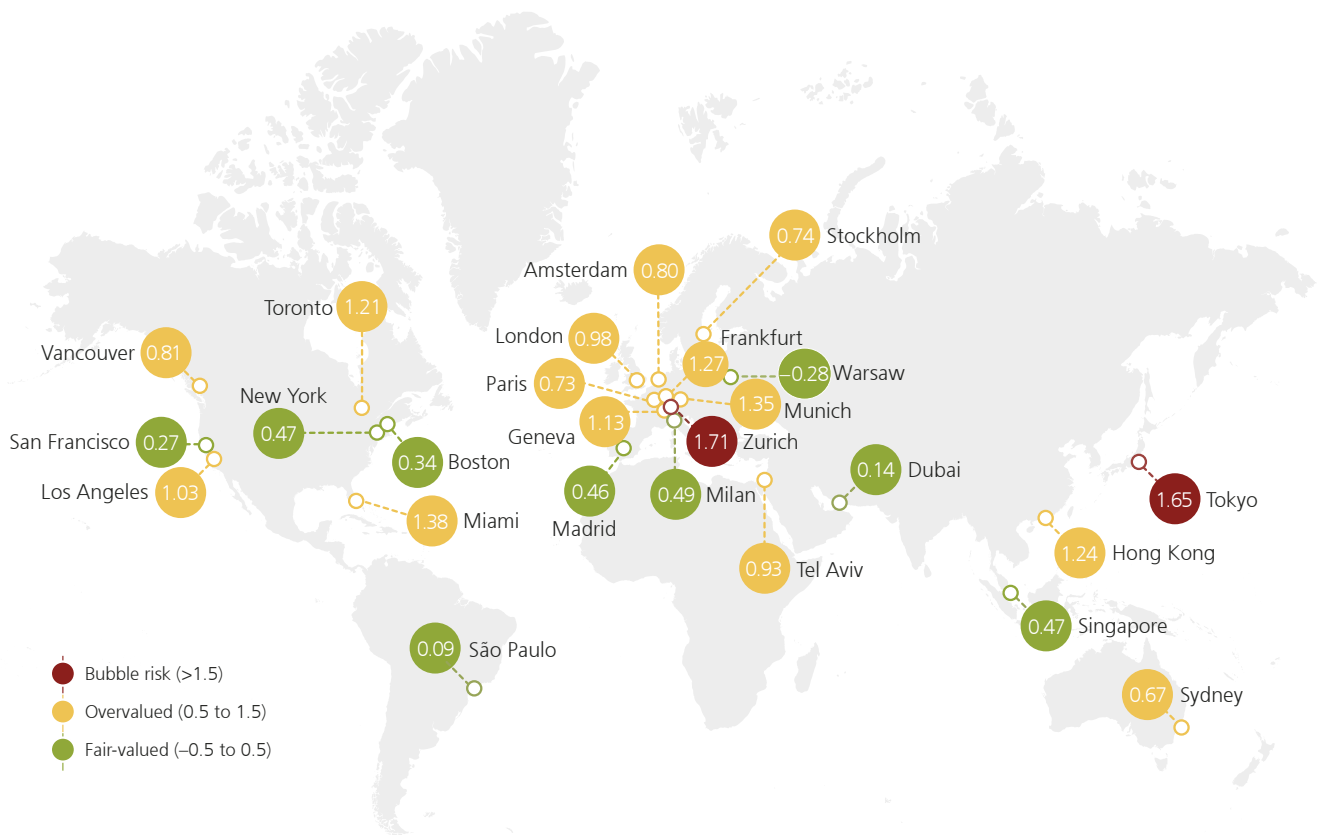 0.74 Stockholm
Amsterdam 0.80
Toronto 1.21
London 0.98
Frankfurt
1.27
Vancouver 0.81
–0.28 Warsaw
Paris 0.73
New York
0.47
1.35 Munich
Geneva 1.13
San Francisco 0.27
1.71 Zurich
0.34 Boston
0.14 Dubai
Los Angeles 1.03
0.46
Madrid
0.49 Milan
1.65 Tokyo
1.38 Miami
1.24 Hong Kong
0.93 Tel Aviv
0.47 Singapore
0.09 São Paulo
0.67 Sydney
Bubble risk (>1.5)
Overvalued (0.5 to 1.5)
Fair-valued (–0.5 to 0.5)